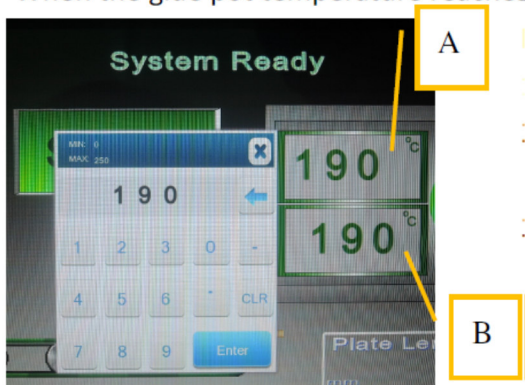 System Ready
A
MIN: 0
MAX: 250
190
190 °C
1 2 3 0 -
4 5 6 . CLR
7 8 9 Enter
190 °C
B
Plate Le
mm